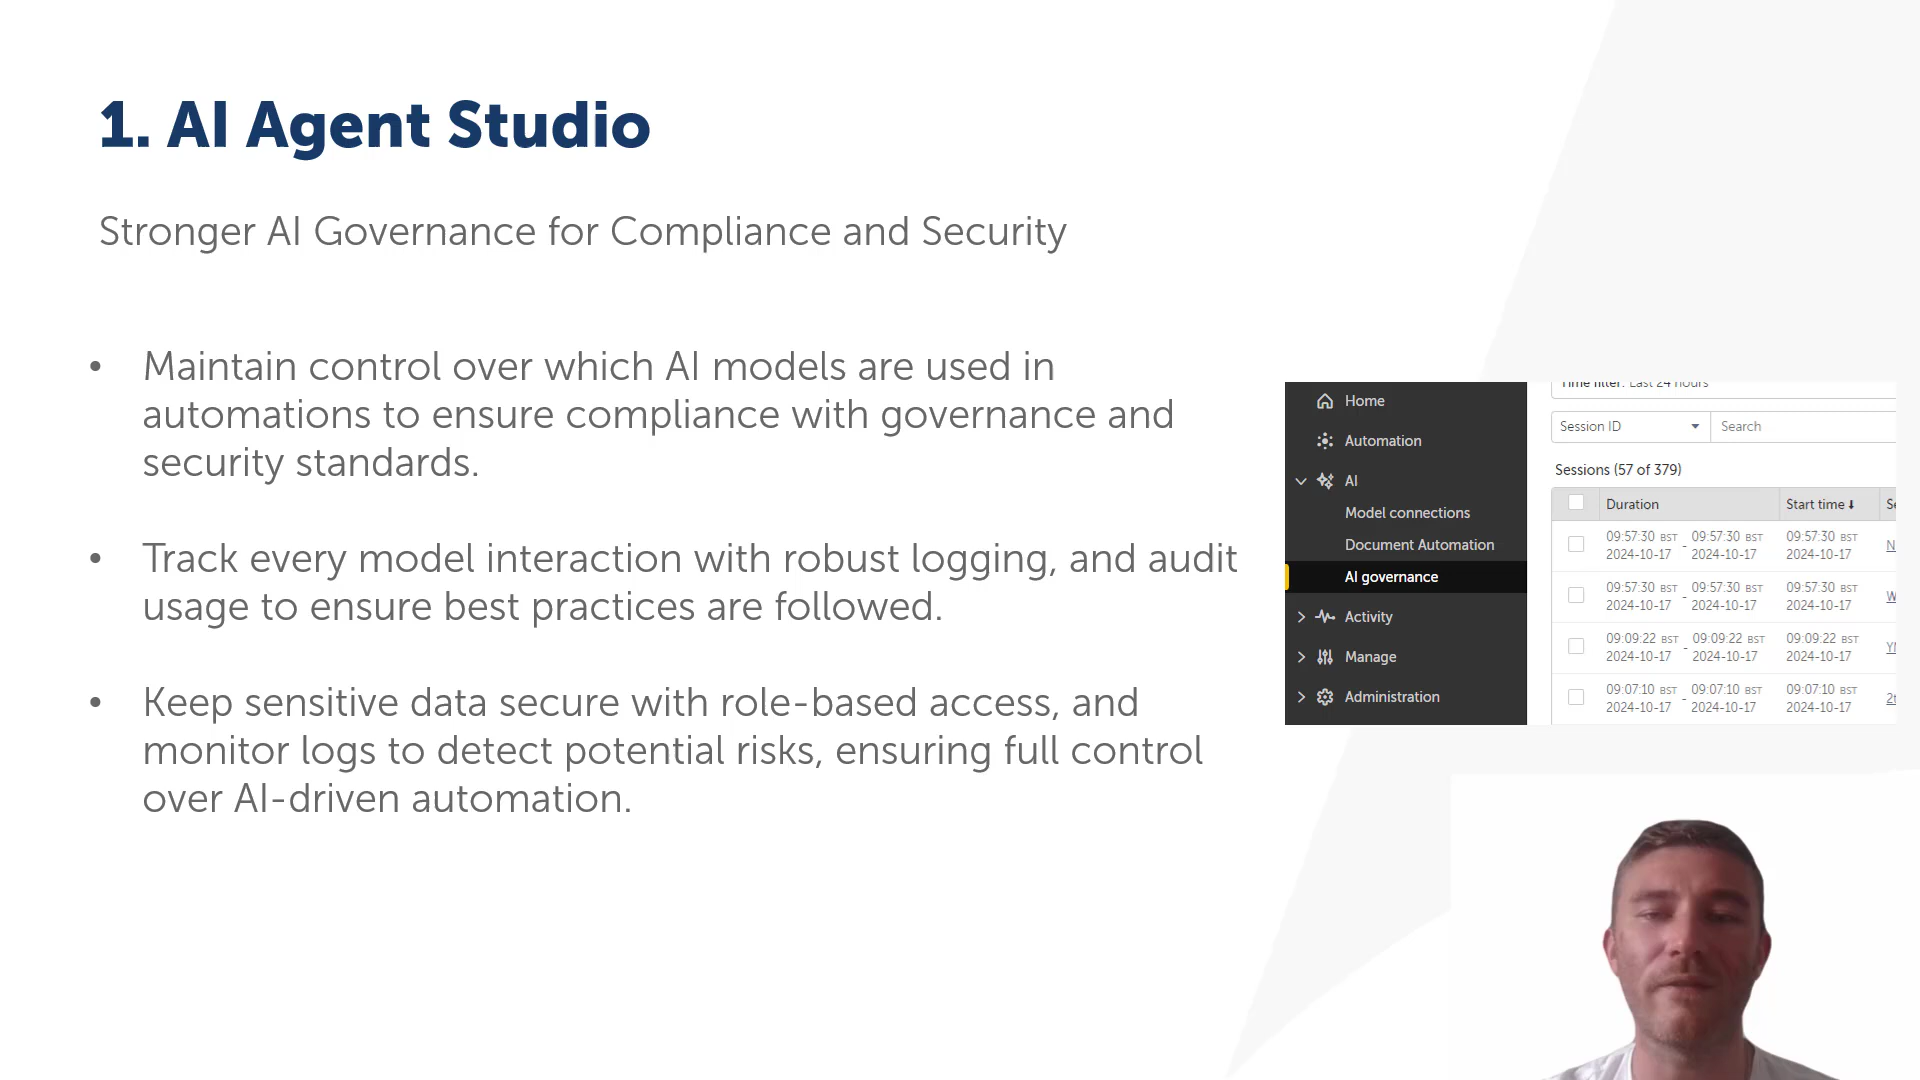 1. AI Agent Studio
Stronger AI Governance for Compliance and Security
• Maintain control over which AI models are used in
automations to ensure compliance with governance and
security standards.
• Track every model interaction with robust logging, and audit
usage to ensure best practices are followed.
• Keep sensitive data secure with role-based access, and
monitor logs to detect potential risks, ensuring full control
over AI-driven automation.
Home
Automation
AI
Model connections
Document Automation
AI governance
Activity
Manage
Administration
Time filter: Last 24 hours
Session ID Search
Sessions (57 of 379)
Duration Start time
09:57:30 BST - 09:57:30 BST 09:57:30 BST
2024-10-17 2024-10-17 2024-10-17
09:57:30 BST - 09:57:30 BST 09:57:30 BST
2024-10-17 2024-10-17 2024-10-17
09:09:22 BST - 09:09:22 BST 09:09:22 BST
2024-10-17 2024-10-17 2024-10-17
09:07:10 BST - 09:07:10 BST 09:07:10 BST
2024-10-17 2024-10-17 2024-10-17